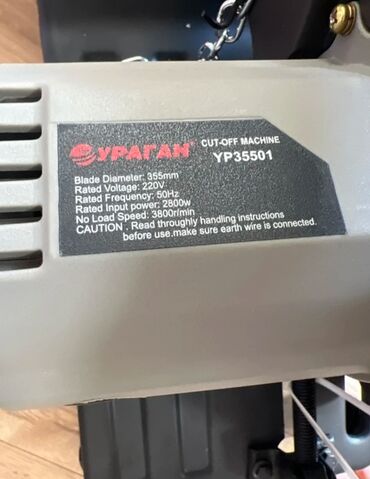 УРАГАН CUT-OFF MACHINE
YP35501
Blade Diameter: 355mm
Rated Voltage: 220V
Rated Frequency: 50Hz
Rated Input power: 2800w
No Load Speed: 3800r/min
CAUTION . Read throughly handling instructions
before use.make sure earth wire is connected.